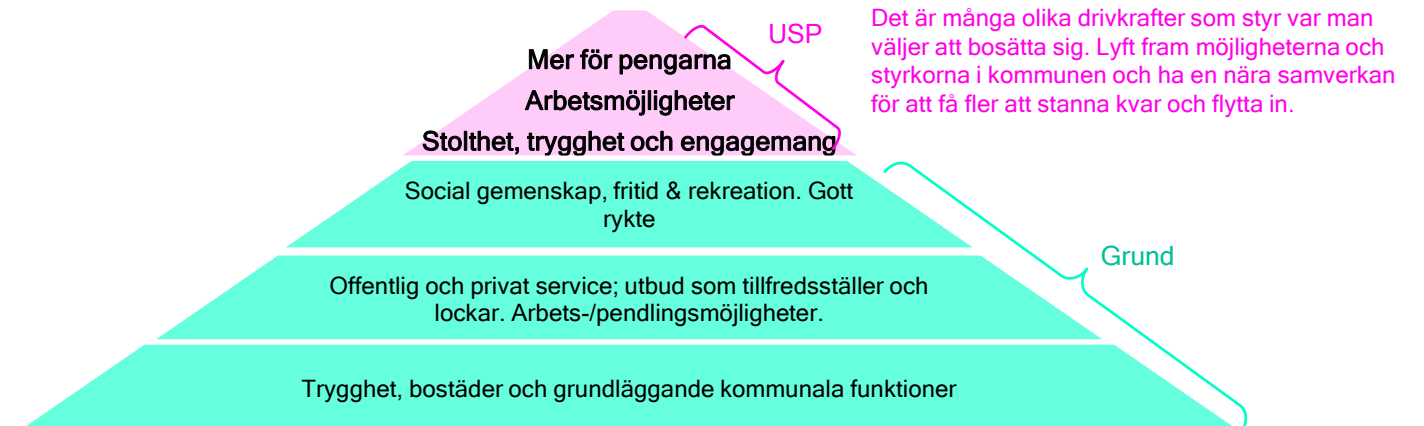 USP
Det är många olika drivkrafter som styr var man
väljer att bosätta sig. Lyft fram möjligheterna och
styrkorna i kommunen och ha en nära samverkan
för att få fler att stanna kvar och flytta in.
Mer för pengarna
Arbetsmöjligheter
Stolthet, trygghet och engagemang
Social gemenskap, fritid & rekreation. Gott
rykte
Grund
Offentlig och privat service; utbud som tillfredsställer och
lockar. Arbets-/pendlingsmöjligheter.
Trygghet, bostäder och grundläggande kommunala funktioner